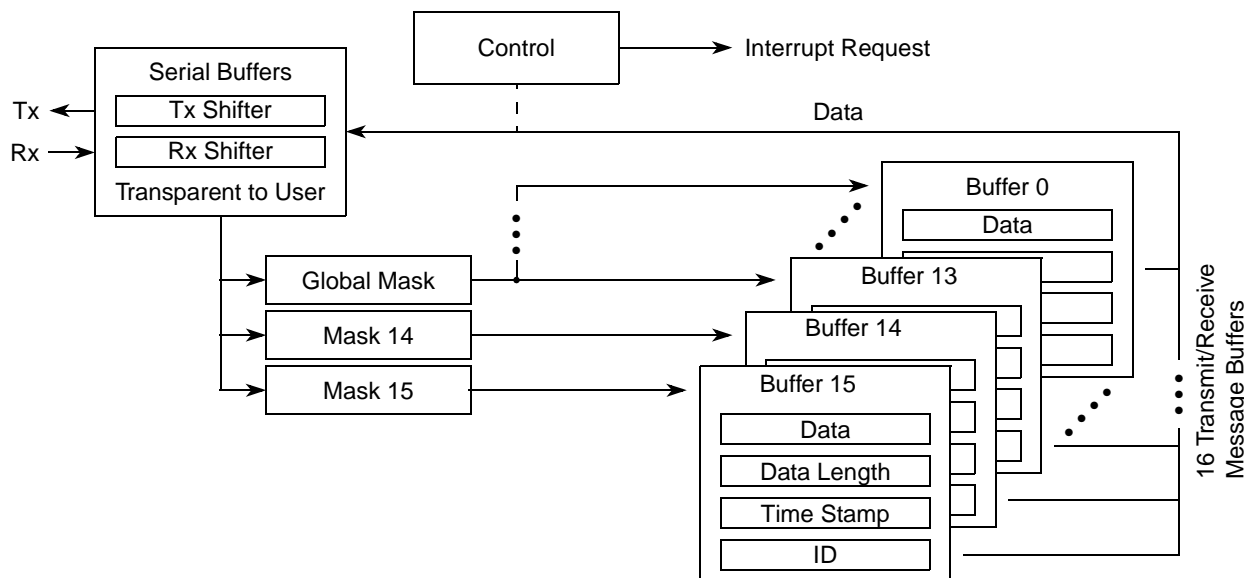 Control
Interrupt Request
Serial Buffers
Tx
Tx Shifter
Rx
Rx Shifter
Transparent to User
Data
Buffer 0
Data
Global Mask
Buffer 13
Mask 14
Buffer 14
Mask 15
Buffer 15
Data
Data Length
Time Stamp
ID
16 Transmit/Receive
Message Buffers